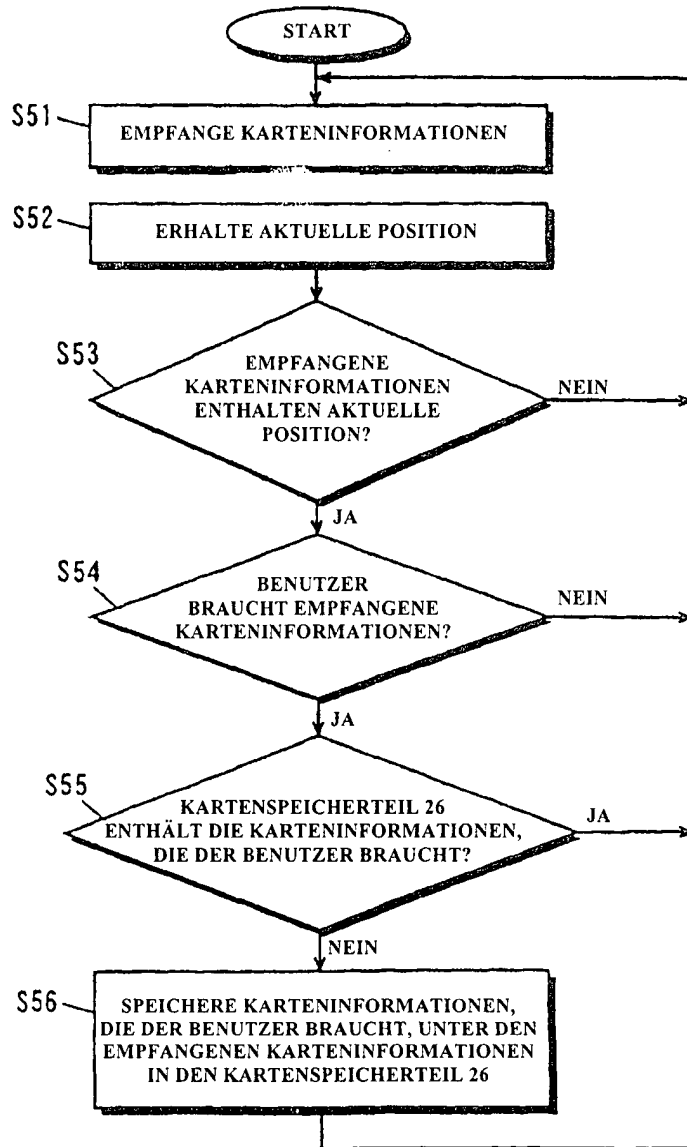 START
S51
EMPFANGE KARTENINFORMATIONEN
S52
ERHALTE AKTUELLE POSITION
S53
EMPFANGENE
KARTENINFORMATIONEN
ENTHALTEN AKTUELLE
POSITION?
NEIN
JA
S54
BENUTZER
BRAUCHT EMPFANGENE
KARTENINFORMATIONEN?
NEIN
JA
S55
KARTENSPEICHERTEIL 26
ENTHÄLT DIE KARTENINFORMATIONEN,
DIE DER BENUTZER BRAUCHT?
JA
NEIN
S56
SPEICHERE KARTENINFORMATIONEN,
DIE DER BENUTZER BRAUCHT, UNTER DEN
EMPFANGENEN KARTENINFORMATIONEN
IN DEN KARTENSPEICHERTEIL 26